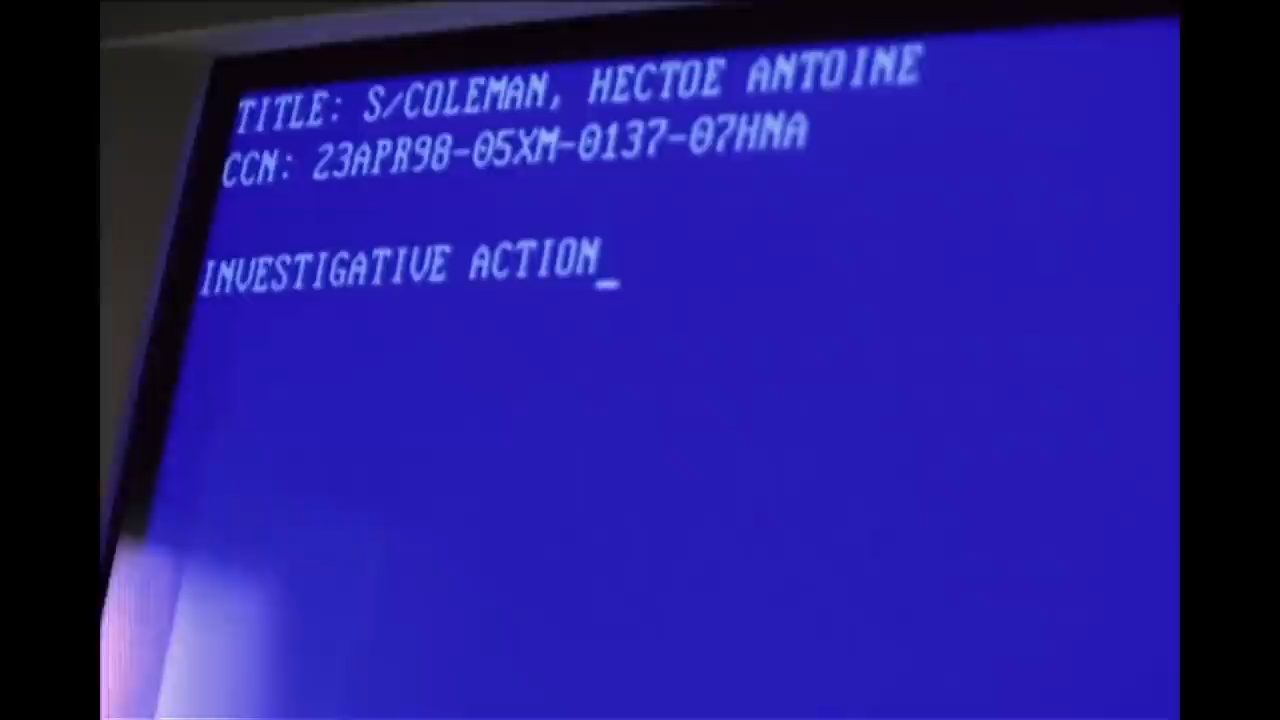 TITLE: S/COLEMAN, HECTOE ANTOINE
CCN: 23APR98-05XM-0137-07HNA
INVESTIGATIVE ACTION_